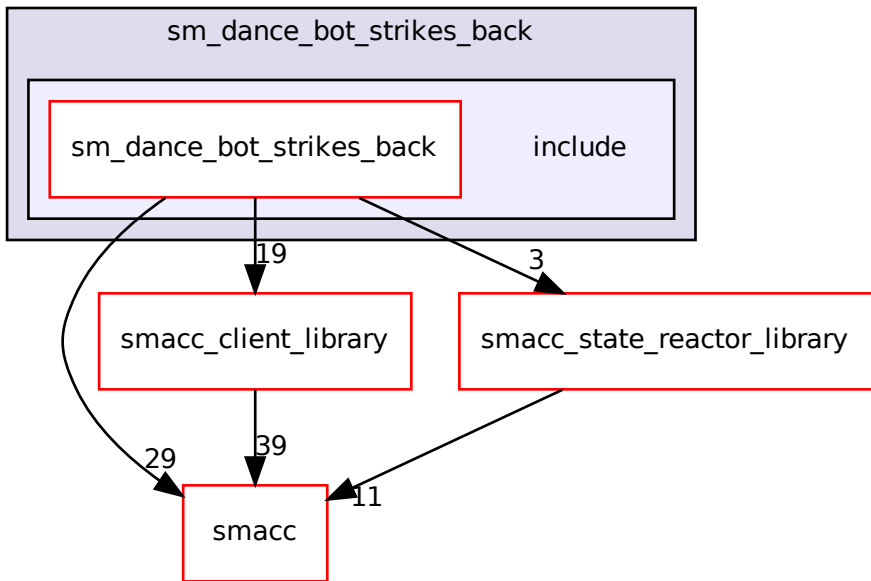 sm_dance_bot_strikes_back
sm_dance_bot_strikes_back
include
19
3
smacc_client_library
smacc_state_reactor_library
29
39
11
smacc